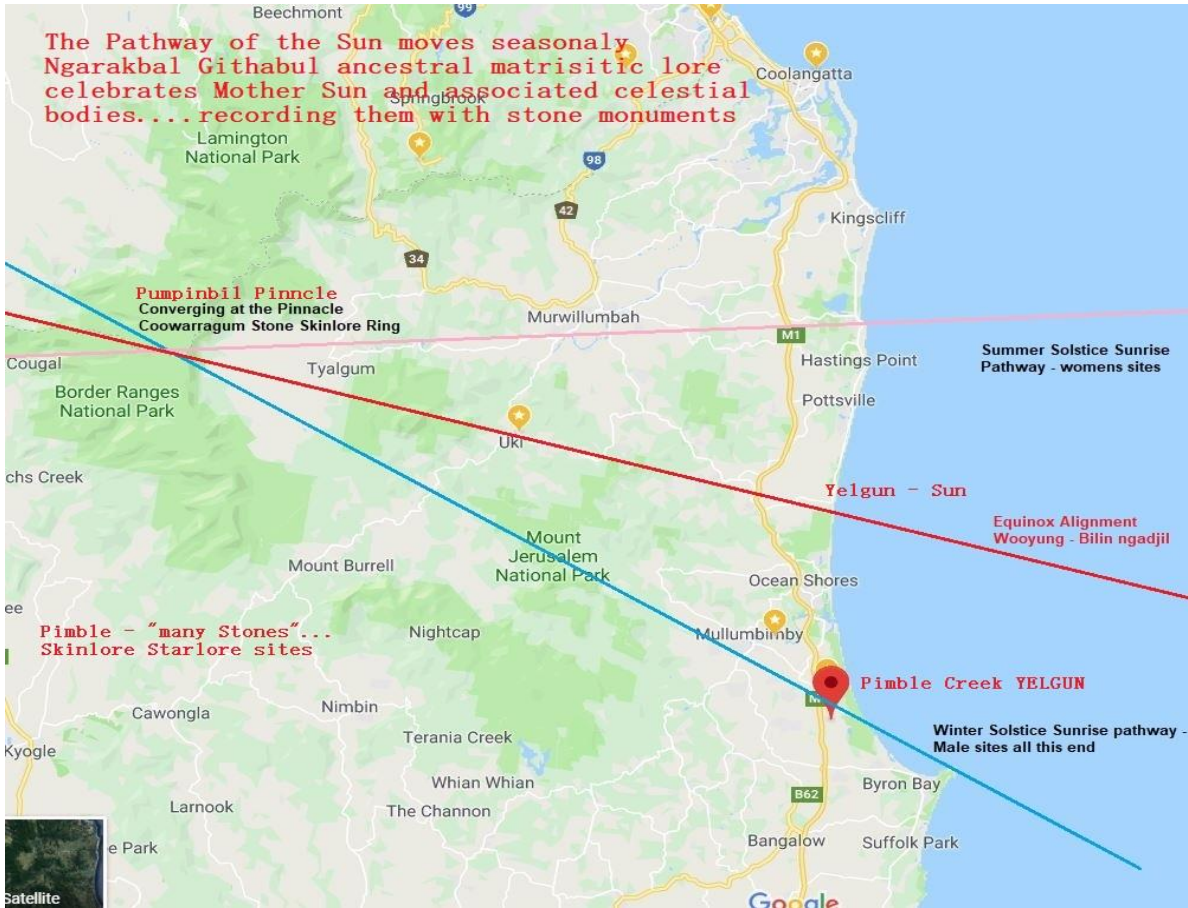 Beechmont
99
The Pathway of the Sun moves seasonaly
Ngarakbal Githabul ancestral matrisitic lore
celebrates Mother Sun and associated celestial
bodies....recording them with stone monuments
Coolangatta
Springbrook
Lamington
National Park
98
42
Kingscliff
34
Pumpinbil Pinncle
Converging at the Pinnacle
Coowarragum Stone Skinlore Ring
Murwillumbah
M1
Cougal
Tyalgum
Hastings Point
Summer Solstice Sunrise
Pathway - womens sites
Border Ranges
National Park
Pottsville
Uki
chs Creek
Yelgun - Sun
Equinox Alignment
Wooyung - Bilin ngadjil
Mount
Jerusalem
National Park
Mount Burrell
Ocean Shores
ee
Pimble - "many Stones"...
Skinlore Starlore sites
Nightcap
Mullumbimby
Pimble Creek YELGUN
M
Cawongla
Nimbin
Terania Creek
Winter Solstice Sunrise pathway -
Male sites all this end
Kyogle
Whian Whian
Byron Bay
B62
Larnook
The Channon
e Park
Bangalow
Suffolk Park
Satellite
Google